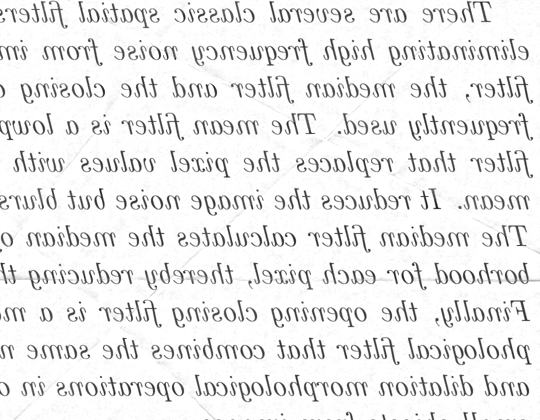 There are several classic spatial filters
eliminating high frequency noise from im
filter, the median filter and the closing
frequently used. The mean filter is a lowp
filter that replaces the pixel values with
mean. It reduces the image noise but blurs
The median filter calculates the median o
borhood for each pixel, thereby reducing th
Finally, the opening closing filter is a m
phological filter that combines the same n
and dilation morphological operations in o